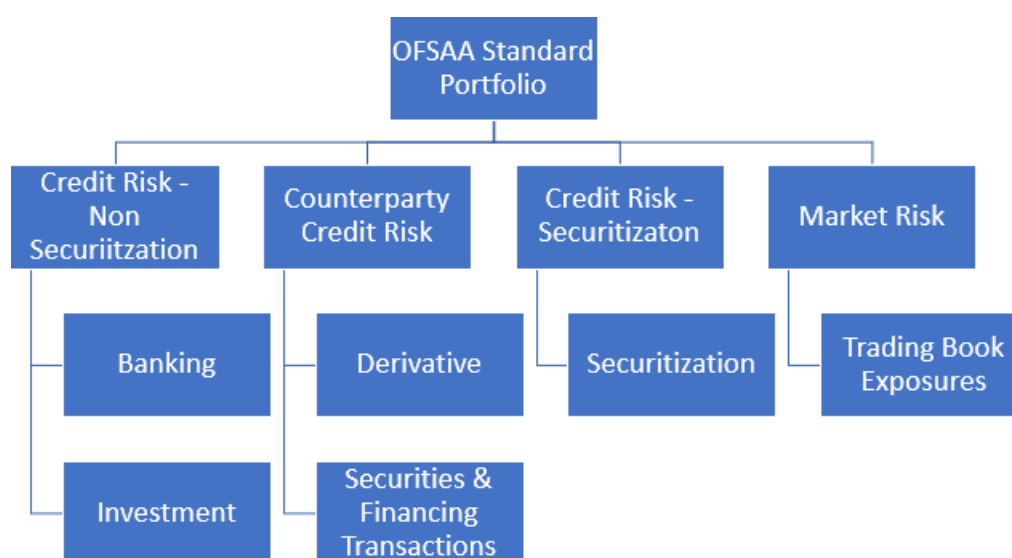 OFSAA Standard
Portfolio
Credit Risk -
Non
Securiitzation
Counterparty
Credit Risk
Credit Risk -
Securitizaton
Market Risk
Banking
Derivative
Securitization
Trading Book
Exposures
Investment
Securities &
Financing
Transactions